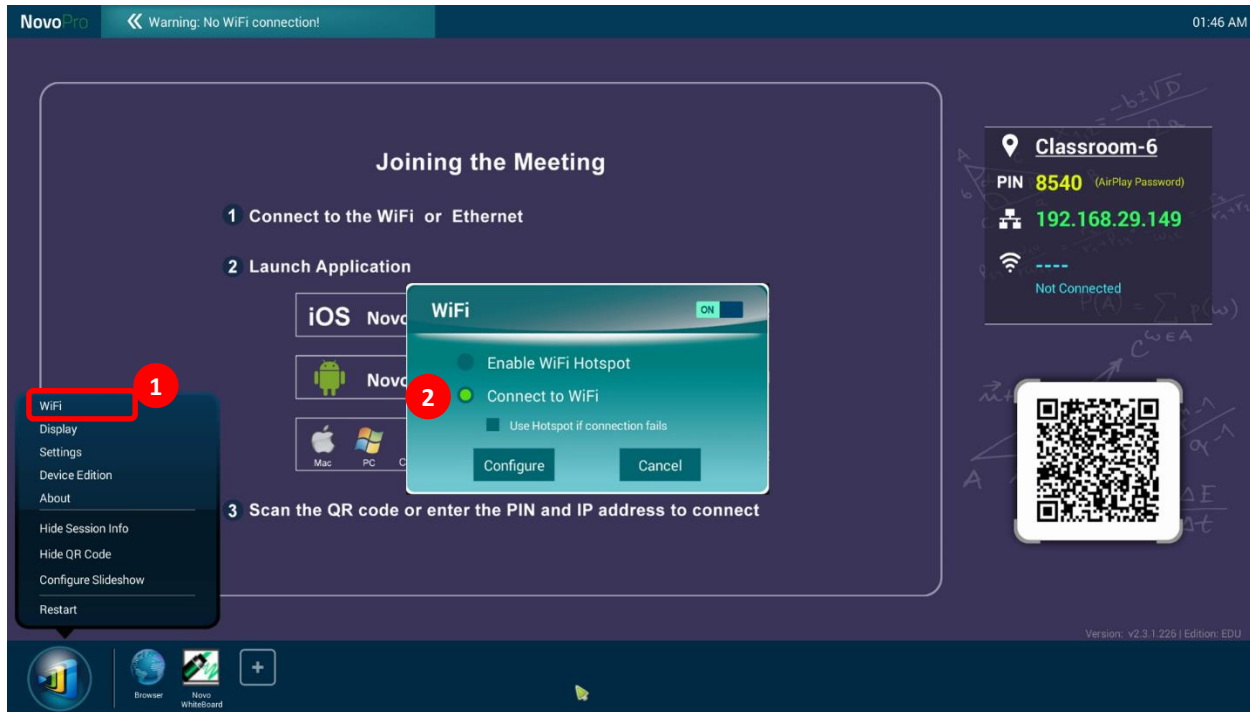 NovoPro
Warning: No WiFi connection!
01:46 AM
Joining the Meeting
1 Connect to the WiFi or Ethernet
2 Launch Application
iOS Novo
Novo
Mac PC C
3 Scan the QR code or enter the PIN and IP address to connect
WiFi
ON
Enable WiFi Hotspot
2
Connect to WiFi
Use Hotspot if connection fails
Configure Cancel
Classroom-6
PIN 8540 (AirPlay Password)
192.168.29.149
----
Not Connected
1
WiFi
Display
Settings
Device Edition
About
Hide Session Info
Hide QR Code
Configure Slideshow
Restart
Version: v2.3.1.226 | Edition: EDU
Browser
Novo
WhiteBoard